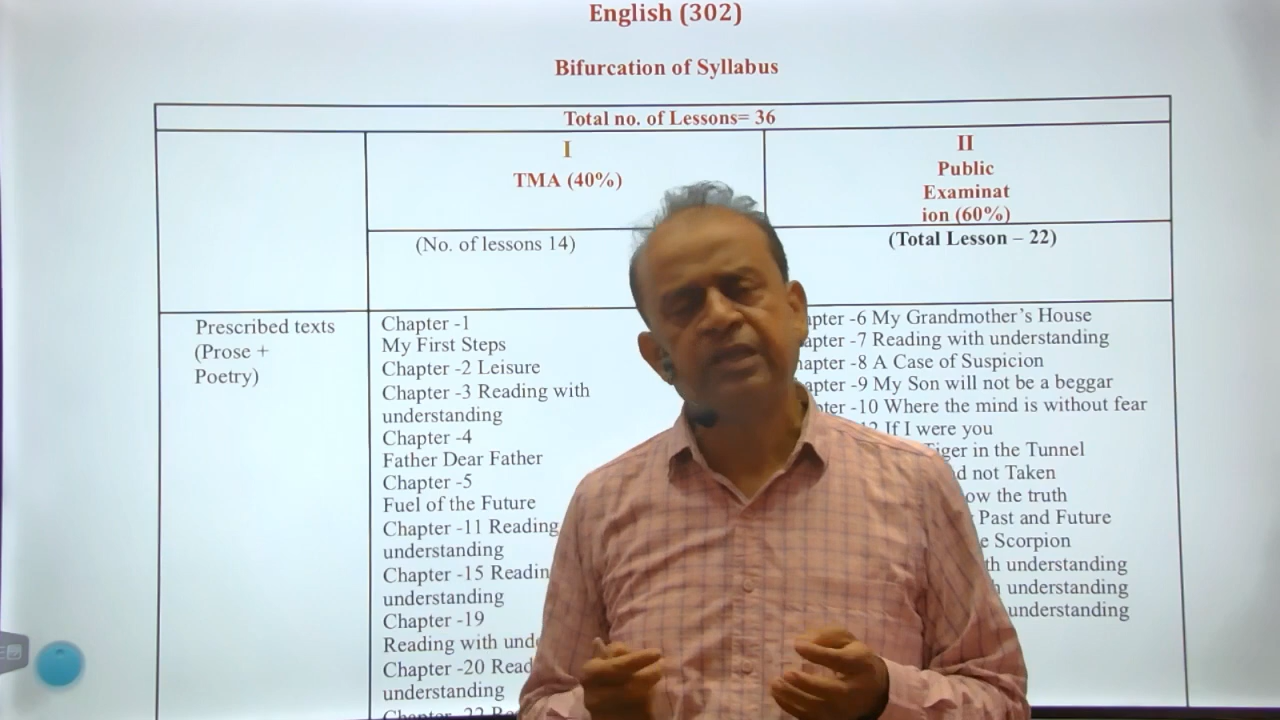 English (302)
Bifurcation of Syllabus
Total no. of Lessons= 36
I
TMA (40%)
II
Public
Examinat
ion (60%)
(No. of lessons 14)
(Total Lesson – 22)
Prescribed texts
(Prose +
Poetry)
Chapter -1
My First Steps
Chapter -2 Leisure
Chapter -3 Reading with
understanding
Chapter -4
Father Dear Father
Chapter -5
Fuel of the Future
Chapter -11 Reading
understanding
Chapter -15 Readin
understanding
Chapter -19
Reading with und
Chapter -20 Read
understanding
Chapter -22
apter -6 My Grandmother’s House
apter -7 Reading with understanding
hapter -8 A Case of Suspicion
apter -9 My Son will not be a beggar
pter -10 Where the mind is without fear
If I were you
Tiger in the Tunnel
d not Taken
ow the truth
Past and Future
e Scorpion
th understanding
h understanding
understanding